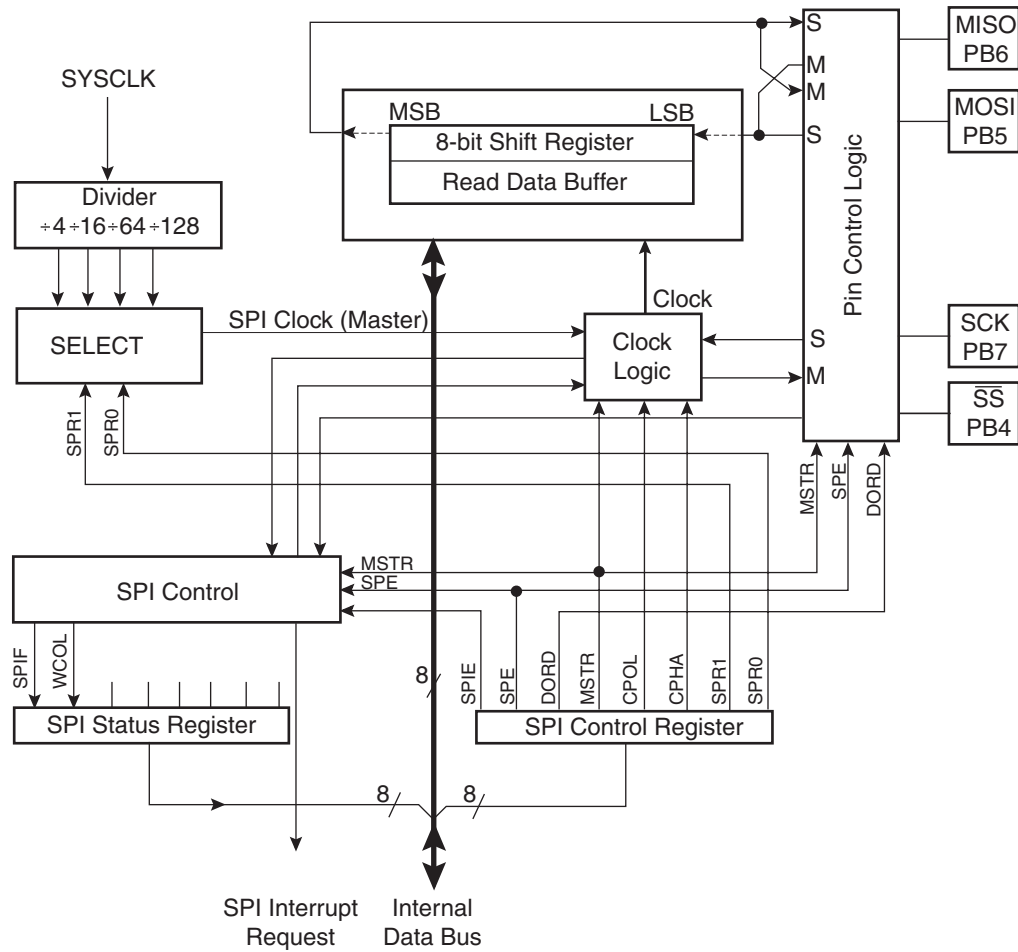 SYSCLK
Divider
÷4÷16÷64÷128
SELECT
SPI Clock (Master)
SPR1
SPR0
MSB
LSB
8-bit Shift Register
Read Data Buffer
Clock
Clock
Logic
S
M
M
S
S
M
Pin Control Logic
MISO
PB6
MOSI
PB5
SCK
PB7
SS
PB4
MSTR
SPE
DORD
SPI Control
MSTR
SPE
SPIF
WCOL
SPI Status Register
8
SPIE
SPE
DORD
MSTR
CPOL
CPHA
SPR1
SPR0
SPI Control Register
8
8
SPI Interrupt
Request
Internal
Data Bus